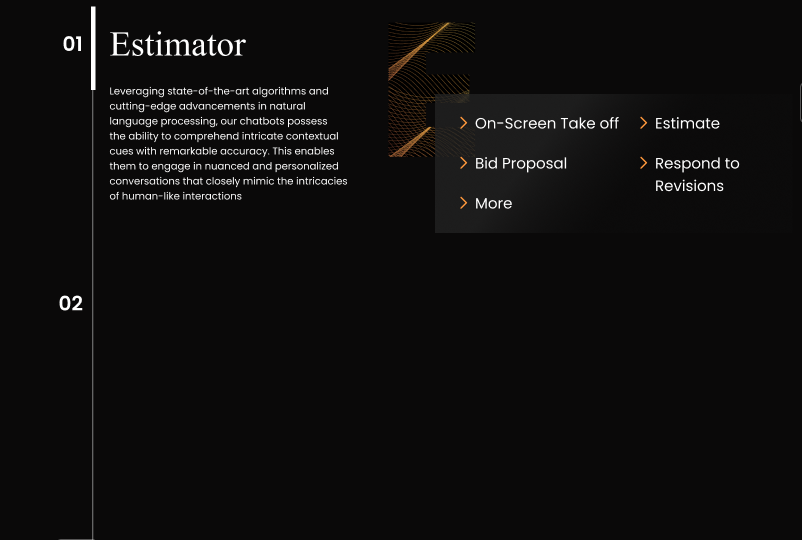 01
Estimator
Leveraging state-of-the-art algorithms and
cutting-edge advancements in natural
language processing, our chatbots possess
the ability to comprehend intricate contextual
cues with remarkable accuracy. This enables
them to engage in nuanced and personalized
conversations that closely mimic the intricacies
of human-like interactions
On-Screen Take off
Estimate
Bid Proposal
Respond to
Revisions
More
02